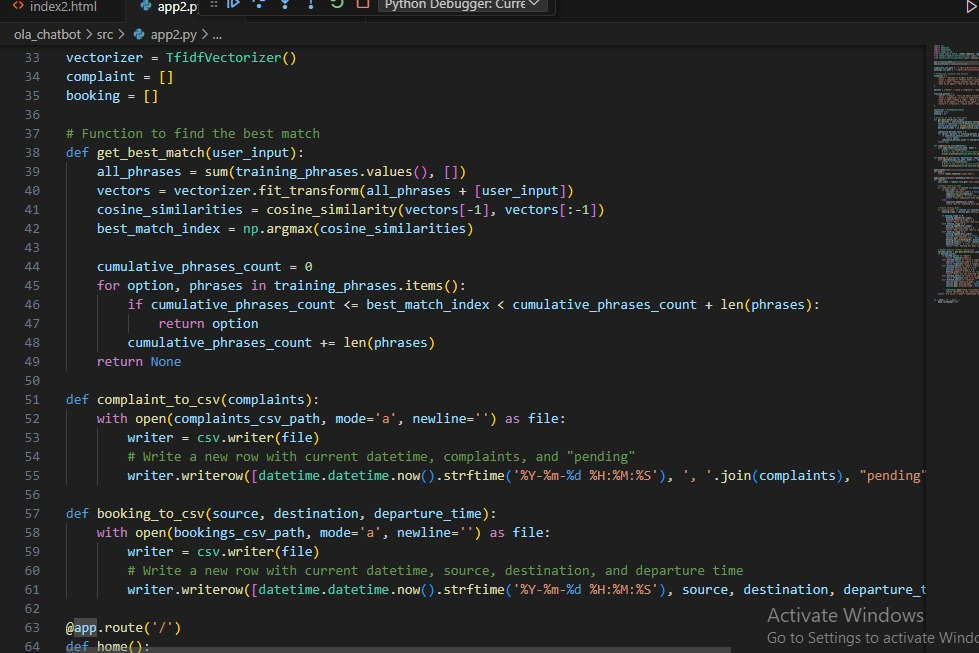 <> index2.html app2.p Python Debugger: Curre
ola_chatbot > src > app2.py > ...
33 vectorizer = TfidfVectorizer()
34 complaint = []
35 booking = []
36
37 # Function to find the best match
38 def get_best_match(user_input):
39 all_phrases = sum(training_phrases.values(), [])
40 vectors = vectorizer.fit_transform(all_phrases + [user_input])
41 cosine_similarities = cosine_similarity(vectors[-1], vectors[:-1])
42 best_match_index = np.argmax(cosine_similarities)
43
44 cumulative_phrases_count = 0
45 for option, phrases in training_phrases.items():
46 if cumulative_phrases_count <= best_match_index < cumulative_phrases_count + len(phrases):
47 return option
48 cumulative_phrases_count += len(phrases)
49 return None
50
51 def complaint_to_csv(complaints):
52 with open(complaints_csv_path, mode='a', newline='') as file:
53 writer = csv.writer(file)
54 # Write a new row with current datetime, complaints, and "pending"
55 writer.writerow([datetime.datetime.now().strftime('%Y-%m-%d %H:%M:%S'), ', '.join(complaints), "pending"
56
57 def booking_to_csv(source, destination, departure_time):
58 with open(bookings_csv_path, mode='a', newline='') as file:
59 writer = csv.writer(file)
60 # Write a new row with current datetime, source, destination, and departure time
61 writer.writerow([datetime.datetime.now().strftime('%Y-%m-%d %H:%M:%S'), source, destination, departure_t
62
63 @app.route('/')
64 def home():
Activate Windows
Go to Settings to activate Windo